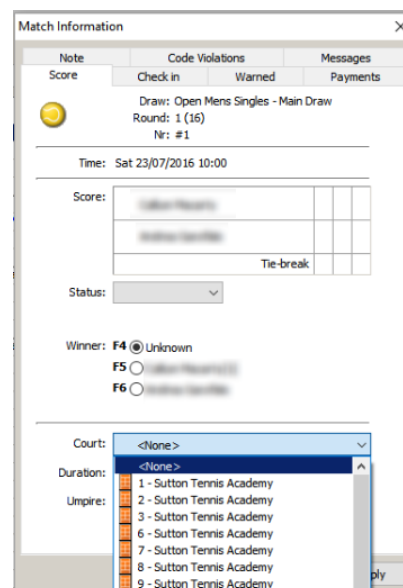 Match Information
Note Code Violations Messages
Score Check in Warned Payments
Draw: Open Mens Singles - Main Draw
Round: 1 (16)
Nr: #1
Time: Sat 23/07/2016 10:00
Score:
Tie-break
Status:
Winner: F4 Unknown
F5
F6
Court: <None>
<None>
Duration: 1 - Sutton Tennis Academy
2 - Sutton Tennis Academy
Umpire: 3 - Sutton Tennis Academy
6 - Sutton Tennis Academy
7 - Sutton Tennis Academy
8 - Sutton Tennis Academy
9 - Sutton Tennis Academy